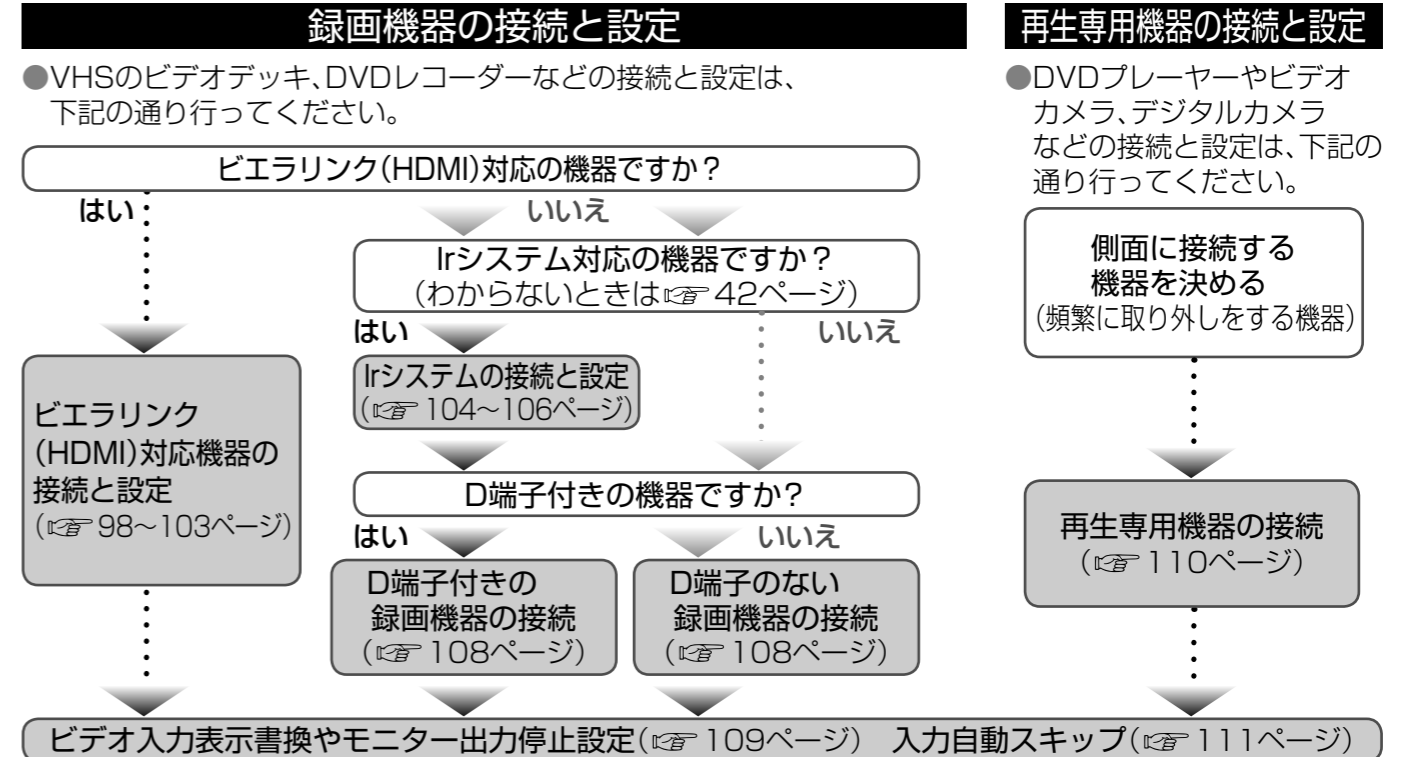 録画機器の接続と設定
●VHSのビデオデッキ、DVDレコーダーなどの接続と設定は、
下記の通り行ってください。
ビエラリンク(HDMI)対応の機器ですか？
はい
いいえ
Irシステム対応の機器ですか？
(わからないときは☞42ページ)
はい
いいえ
Irシステムの接続と設定
(☞104～106ページ)
ビエラリンク
(HDMI)対応機器の
接続と設定
(☞98～103ページ)
D端子付きの機器ですか？
はい
いいえ
D端子付きの
録画機器の接続
(☞108ページ)
D端子のない
録画機器の接続
(☞108ページ)
再生専用機器の接続と設定
●DVDプレーヤーやビデオ
カメラ、デジタルカメラ
などの接続と設定は、下記の
通り行ってください。
側面に接続する
機器を決める
(頻繁に取り外しをする機器)
再生専用機器の接続
(☞110ページ)
ビデオ入力表示書換やモニター出力停止設定(☞109ページ) 入力自動スキップ(☞111ページ)